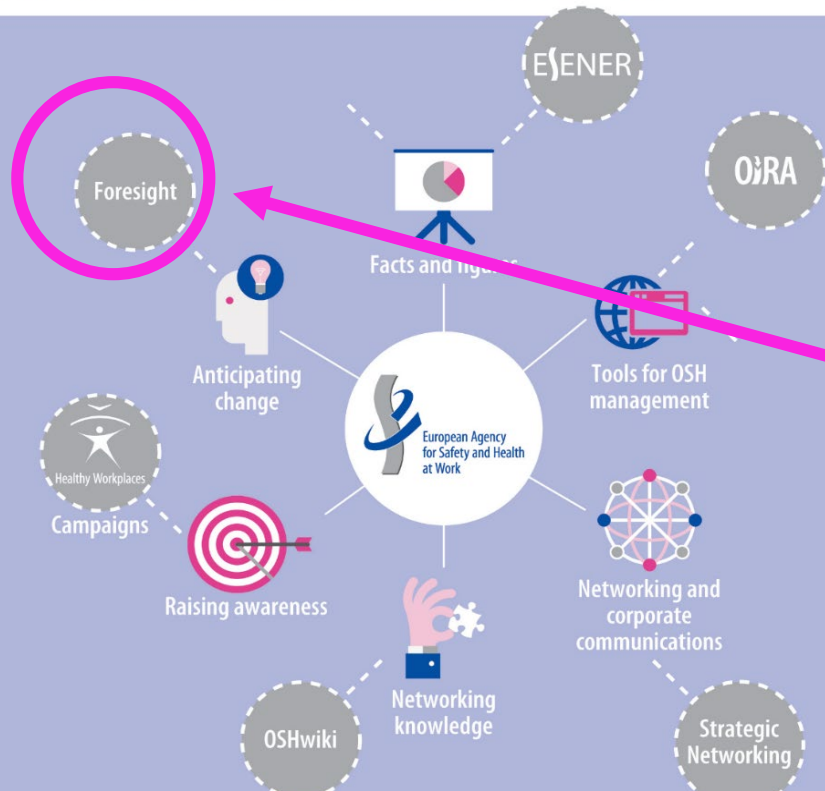 ESENER
OiRA
Foresight
Facts and figures
Anticipating
change
Tools for OSH
management
European Agency
for Safety and Health
at Work
Healthy Workplaces
Campaigns
Raising awareness
Networking and
corporate
communications
Networking
knowledge
OSHwiki
Strategic
Networking